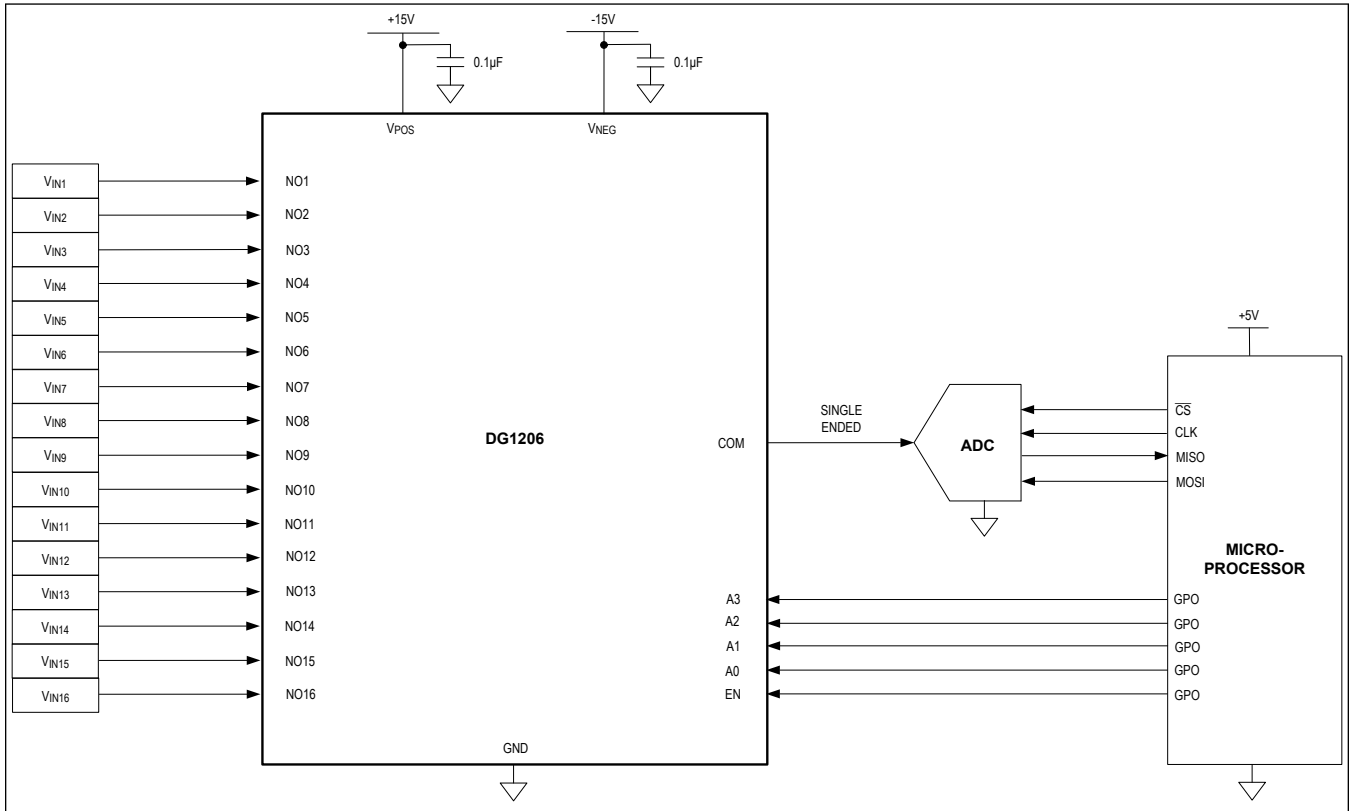 +15V
-15V
0.1µF
0.1µF
VPOS
VNEG
VIN1
NO1
VIN2
NO2
VIN3
NO3
VIN4
NO4
VIN5
NO5
VIN6
NO6
VIN7
NO7
VIN8
NO8
VIN9
NO9
VIN10
NO10
VIN11
NO11
VIN12
NO12
VIN13
NO13
VIN14
NO14
VIN15
NO15
VIN16
NO16
DG1206
GND
COM
A3
A2
A1
A0
EN
SINGLE
ENDED
ADC
+5V
CS
CLK
MISO
MOSI
MICRO-
PROCESSOR
GPO
GPO
GPO
GPO
GPO